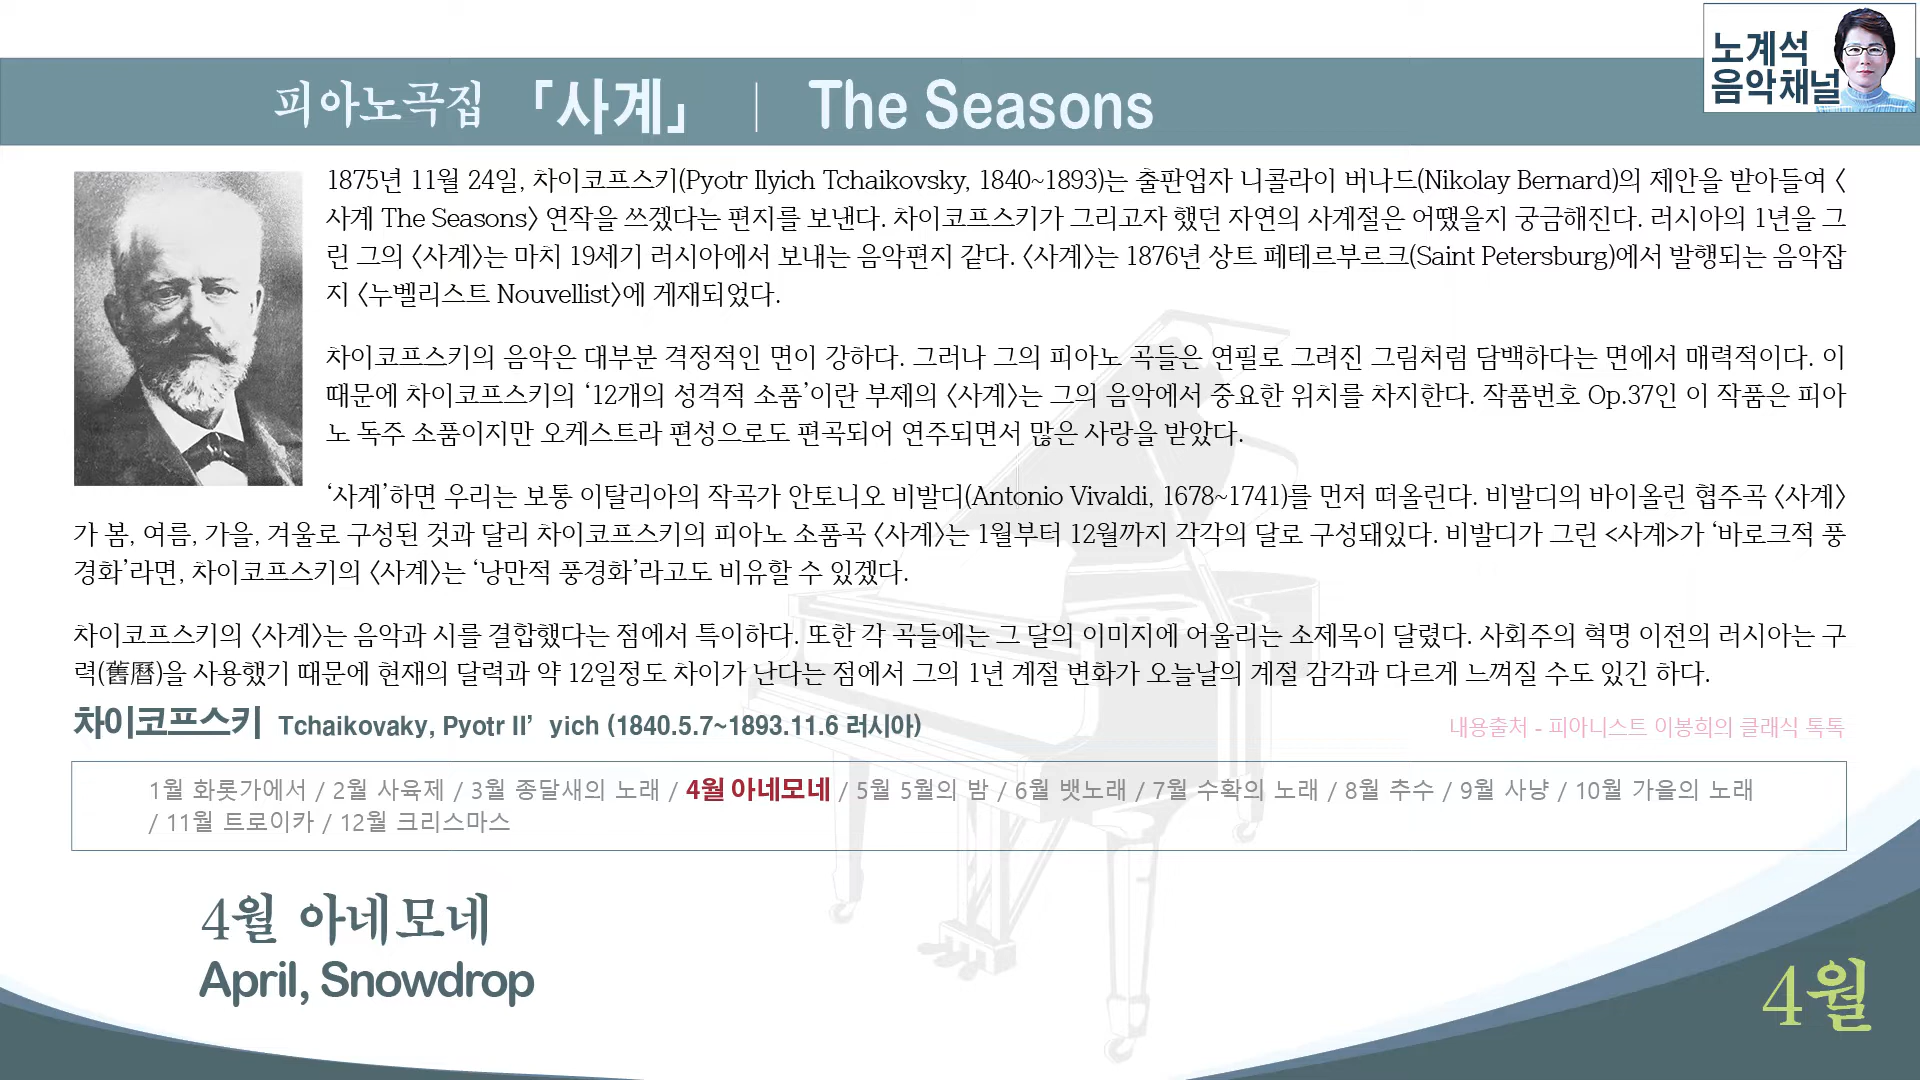 노계석
음악채널
피아노곡집 「사계」 | The Seasons
1875년 11월 24일, 차이코프스키(Pyotr Ilyich Tchaikovsky, 1840~1893)는 출판업자 니콜라이 버나드(Nikolay Bernard)의 제안을 받아들여 〈
사계 The Seasons〉 연작을 쓰겠다는 편지를 보낸다. 차이코프스키가 그리고자 했던 자연의 사계절은 어땠을지 궁금해진다. 러시아의 1년을 그
린 그의 〈사계〉는 마치 19세기 러시아에서 보내는 음악편지 같다. 〈사계〉는 1876년 상트 페테르부르크(Saint Petersburg)에서 발행되는 음악잡
지 〈누벨리스트 Nouvellist〉에 게재되었다.
차이코프스키의 음악은 대부분 격정적인 면이 강하다. 그러나 그의 피아노 곡들은 연필로 그려진 그림처럼 담백하다는 면에서 매력적이다. 이
때문에 차이코프스키의 ‘12개의 성격적 소품’이란 부제의 〈사계〉는 그의 음악에서 중요한 위치를 차지한다. 작품번호 Op.37인 이 작품은 피아
노 독주 소품이지만 오케스트라 편성으로도 편곡되어 연주되면서 많은 사랑을 받았다.
‘사계’하면 우리는 보통 이탈리아의 작곡가 안토니오 비발디(Antonio Vivaldi, 1678~1741)를 먼저 떠올린다. 비발디의 바이올린 협주곡 〈사계〉
가 봄, 여름, 가을, 겨울로 구성된 것과 달리 차이코프스키의 피아노 소품곡 〈사계〉는 1월부터 12월까지 각각의 달로 구성돼있다. 비발디가 그린 <사계>가 ‘바로크적 풍
경화’라면, 차이코프스키의 〈사계〉는 ‘낭만적 풍경화’라고도 비유할 수 있겠다.
차이코프스키의 〈사계〉는 음악과 시를 결합했다는 점에서 특이하다. 또한 각 곡들에는 그 달의 이미지에 어울리는 소제목이 달렸다. 사회주의 혁명 이전의 러시아는 구
력(舊曆)을 사용했기 때문에 현재의 달력과 약 12일정도 차이가 난다는 점에서 그의 1년 계절 변화가 오늘날의 계절 감각과 다르게 느껴질 수도 있긴 하다.
차이코프스키 Tchaikovaky, Pyotr Il’ yich (1840.5.7~1893.11.6 러시아)
내용출처 - 피아니스트 이봉희의 클래식 톡톡
1월 화롯가에서 / 2월 사육제 / 3월 종달새의 노래 / 4월 아네모네 / 5월 5월의 밤 / 6월 뱃노래 / 7월 수확의 노래 / 8월 추수 / 9월 사냥 / 10월 가을의 노래
/ 11월 트로이카 / 12월 크리스마스
4월 아네모네
April, Snowdrop
4월